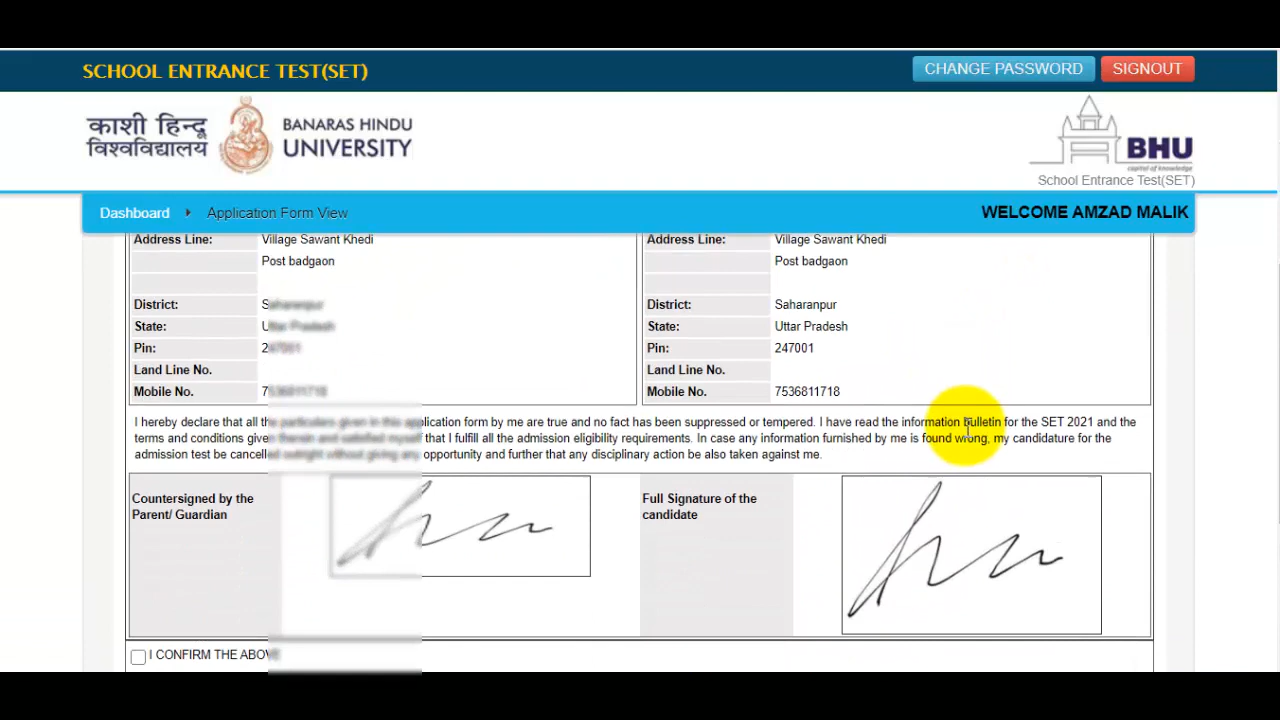 SCHOOL ENTRANCE TEST(SET)
CHANGE PASSWORD
SIGNOUT
काशी हिन्दू
विश्वविद्यालय
BANARAS HINDU
UNIVERSITY
BHU
capital of knowledge
School Entrance Test(SET)
Dashboard
Application Form View
WELCOME AMZAD MALIK
Address Line: Village Sawant Khedi
Post badgaon
District:
State:
Pin:
Land Line No.
Mobile No.
Address Line: Village Sawant Khedi
Post badgaon
District: Saharanpur
State: Uttar Pradesh
Pin: 247001
Land Line No.
Mobile No. 7536811718
I hereby declare that all the form by me are true and no fact has been suppressed or tempered. I have read the information bulletin for the SET 2021 and the
terms and conditions that I fulfill all the admission eligibility requirements. In case any information furnished by me is found wrong, my candidature for the
admission test be opportunity and further that any disciplinary action be also taken against me.
Countersigned by the
Parent/ Guardian
Full Signature of the
candidate
I CONFIRM THE